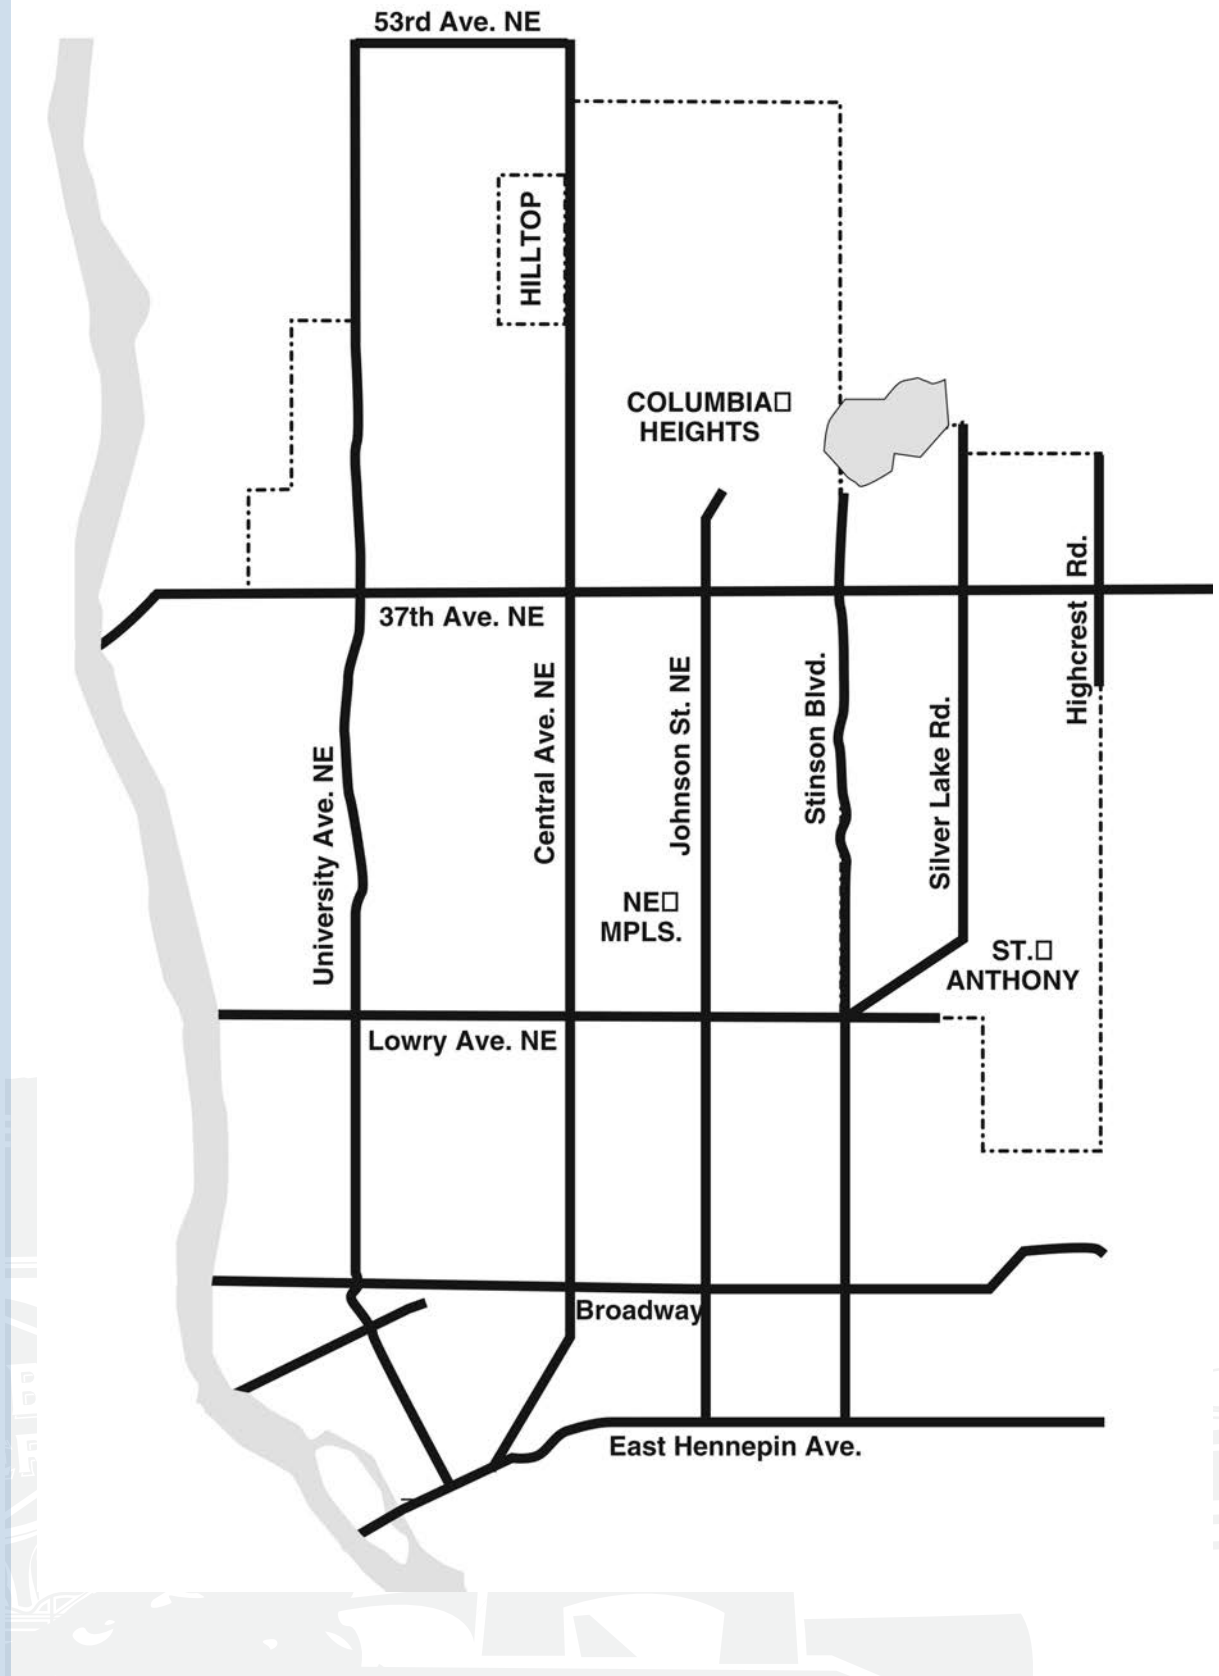 53rd Ave. NE
HILLTOP
COLUMBIA
HEIGHTS
Highcrest Rd.
37th Ave. NE
University Ave. NE
Central Ave. NE
Johnson St. NE
Stinson Blvd.
Silver Lake Rd.
NE
MPLS.
ST.
ANTHONY
Lowry Ave. NE
Broadway
East Hennepin Ave.